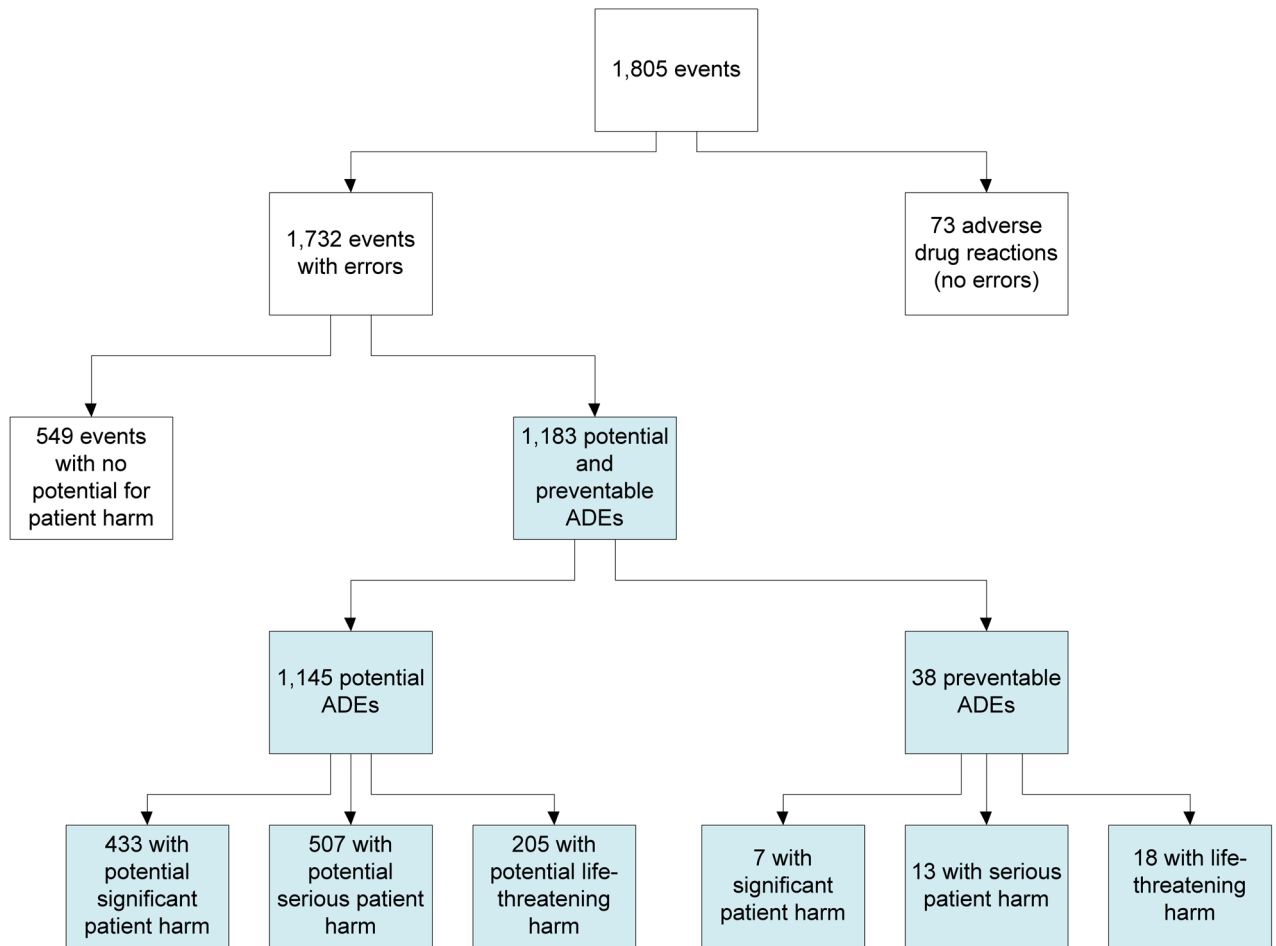 1,805 events
1,732 events
with errors
73 adverse
drug reactions
(no errors)
549 events
with no
potential for
patient harm
1,183 potential
and
preventable
ADEs
1,145 potential
ADEs
38 preventable
ADEs
433 with
potential
significant
patient harm
507 with
potential
serious patient
harm
205 with
potential life-
threatening
harm
7 with
significant
patient harm
13 with serious
patient harm
18 with life-
threatening
harm